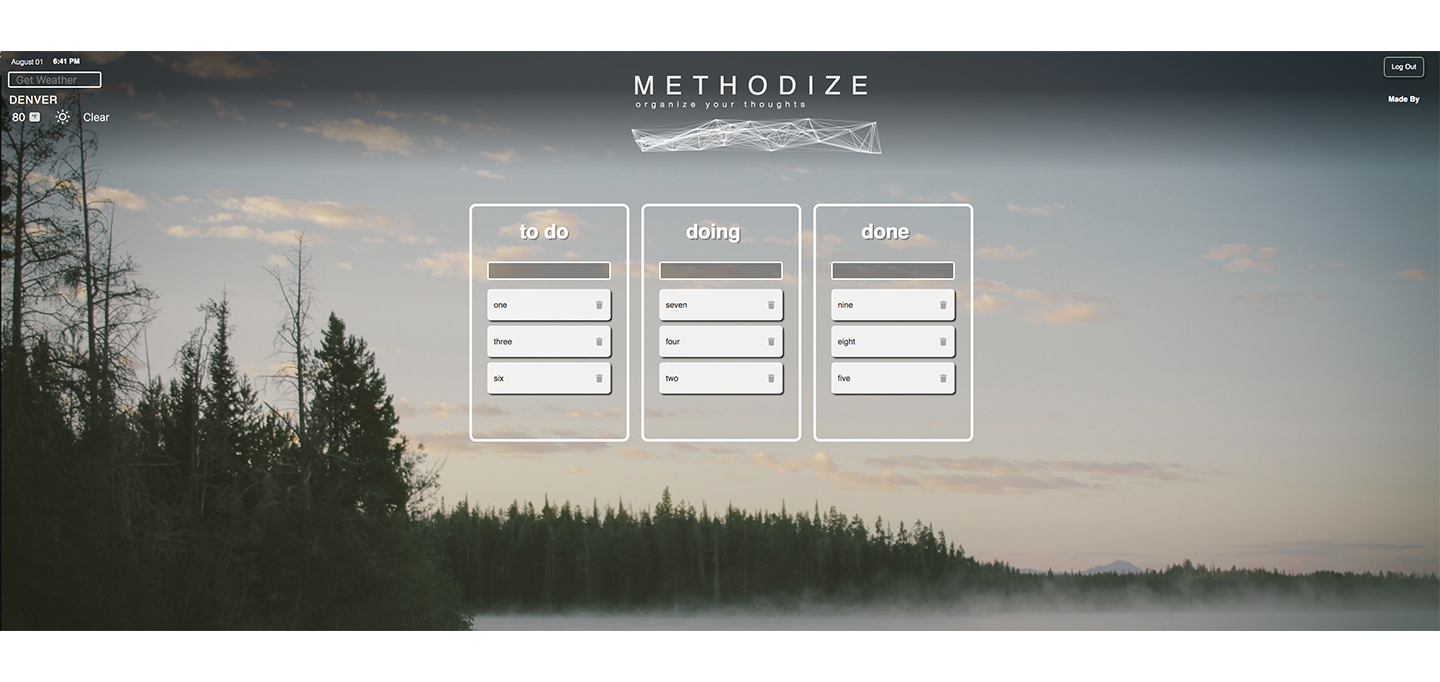 August 01 6:41 PM
Get Weather
DENVER
80 °F Clear
METHODIZE
organize your thoughts
Log Out
Made By
to do
one
three
six
doing
seven
four
two
done
nine
eight
five